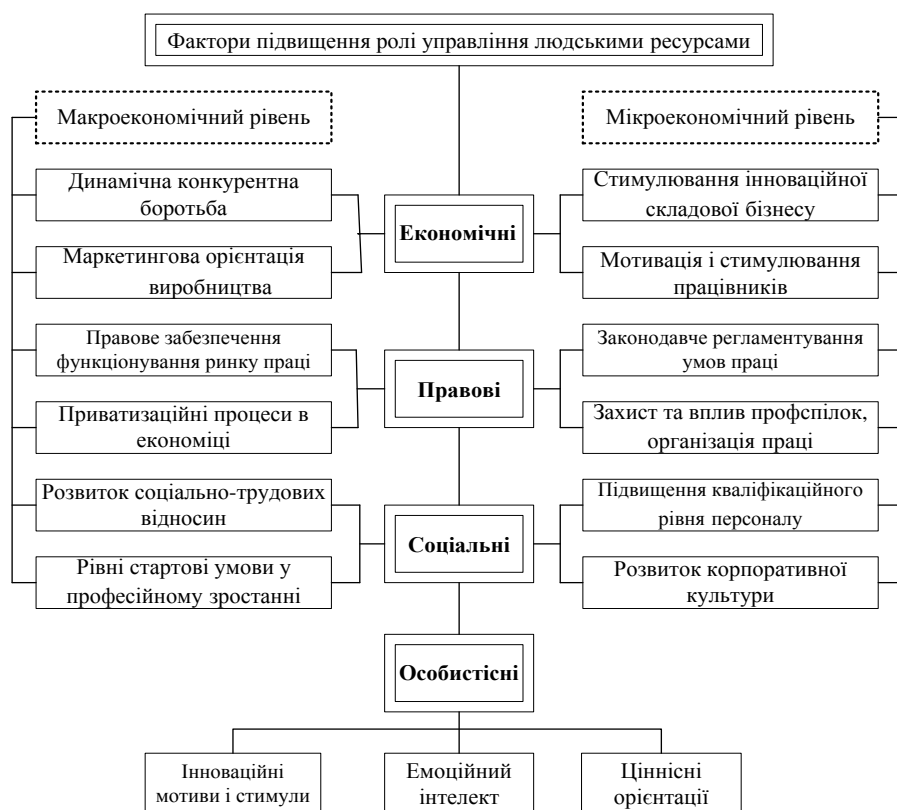 Фактори підвищення ролі управління людськими ресурсами
Макроекономічний рівень
Мікроекономічний рівень
Динамічна конкурентна
боротьба
Маркетингова орієнтація
виробництва
Економічні
Стимулювання інноваційної
складової бізнесу
Мотивація і стимулювання
працівників
Правове забезпечення
функціонування ринку праці
Приватизаційні процеси в
економіці
Правові
Законодавче регламентування
умов праці
Захист та вплив профспілок,
організація праці
Розвиток соціально-трудових
відносин
Рівні стартові умови у
професійному зростанні
Соціальні
Підвищення кваліфікаційного
рівня персоналу
Розвиток корпоративної
культури
Особистісні
Інноваційні
мотиви і стимули
Емоційний
інтелект
Ціннісні
орієнтації